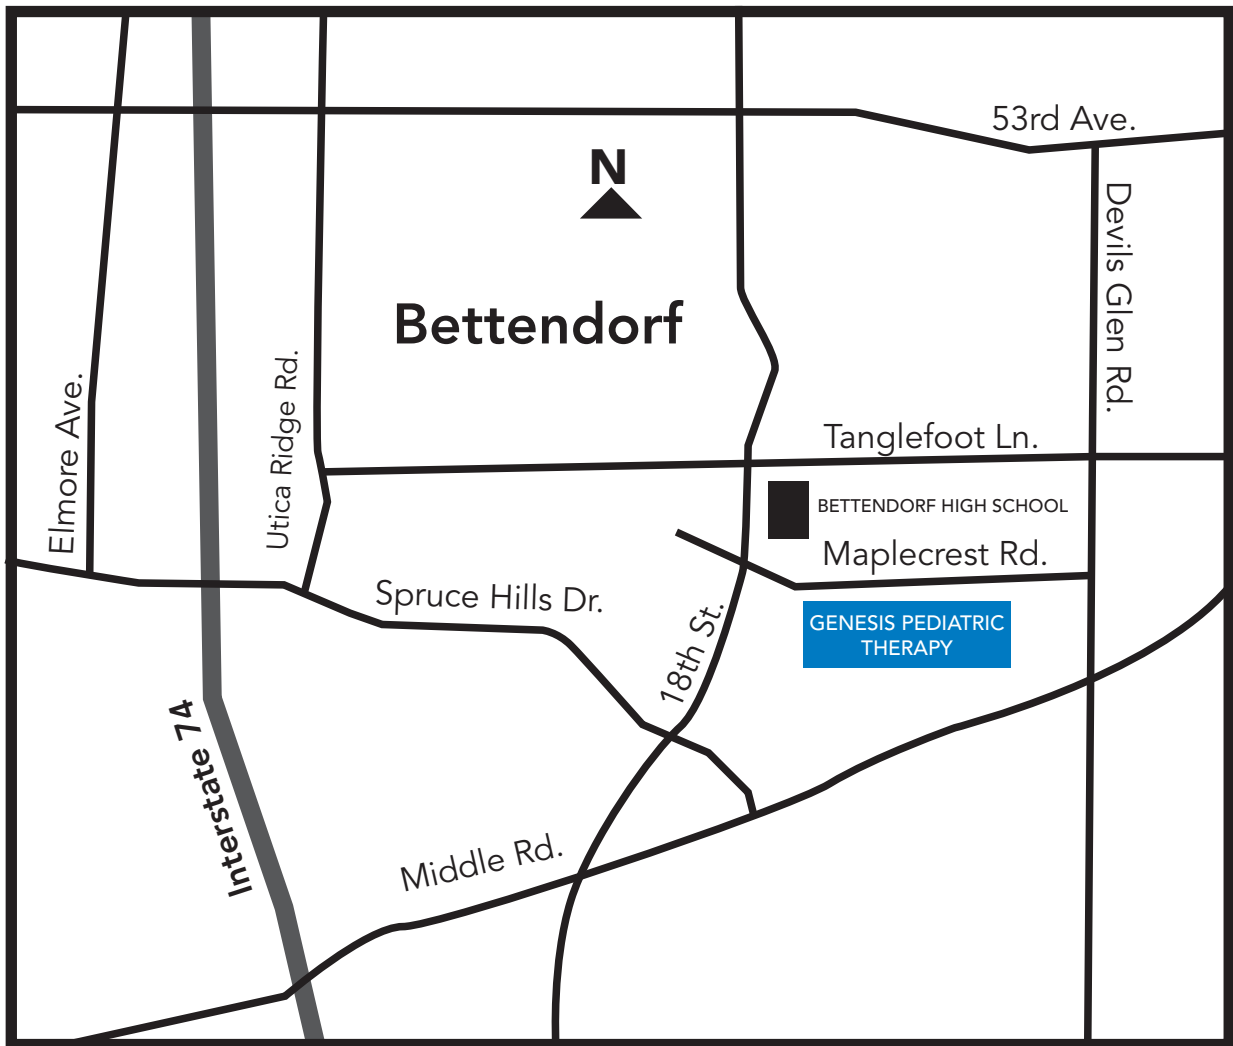 53rd Ave.
N
Devils Glen Rd.
Bettendorf
Utica Ridge Rd.
Elmore Ave.
Tanglefoot Ln.
BETTENDORF HIGH SCHOOL
Maplecrest Rd.
Spruce Hills Dr.
18th St.
GENESIS PEDIATRIC
THERAPY
Interstate 74
Middle Rd.